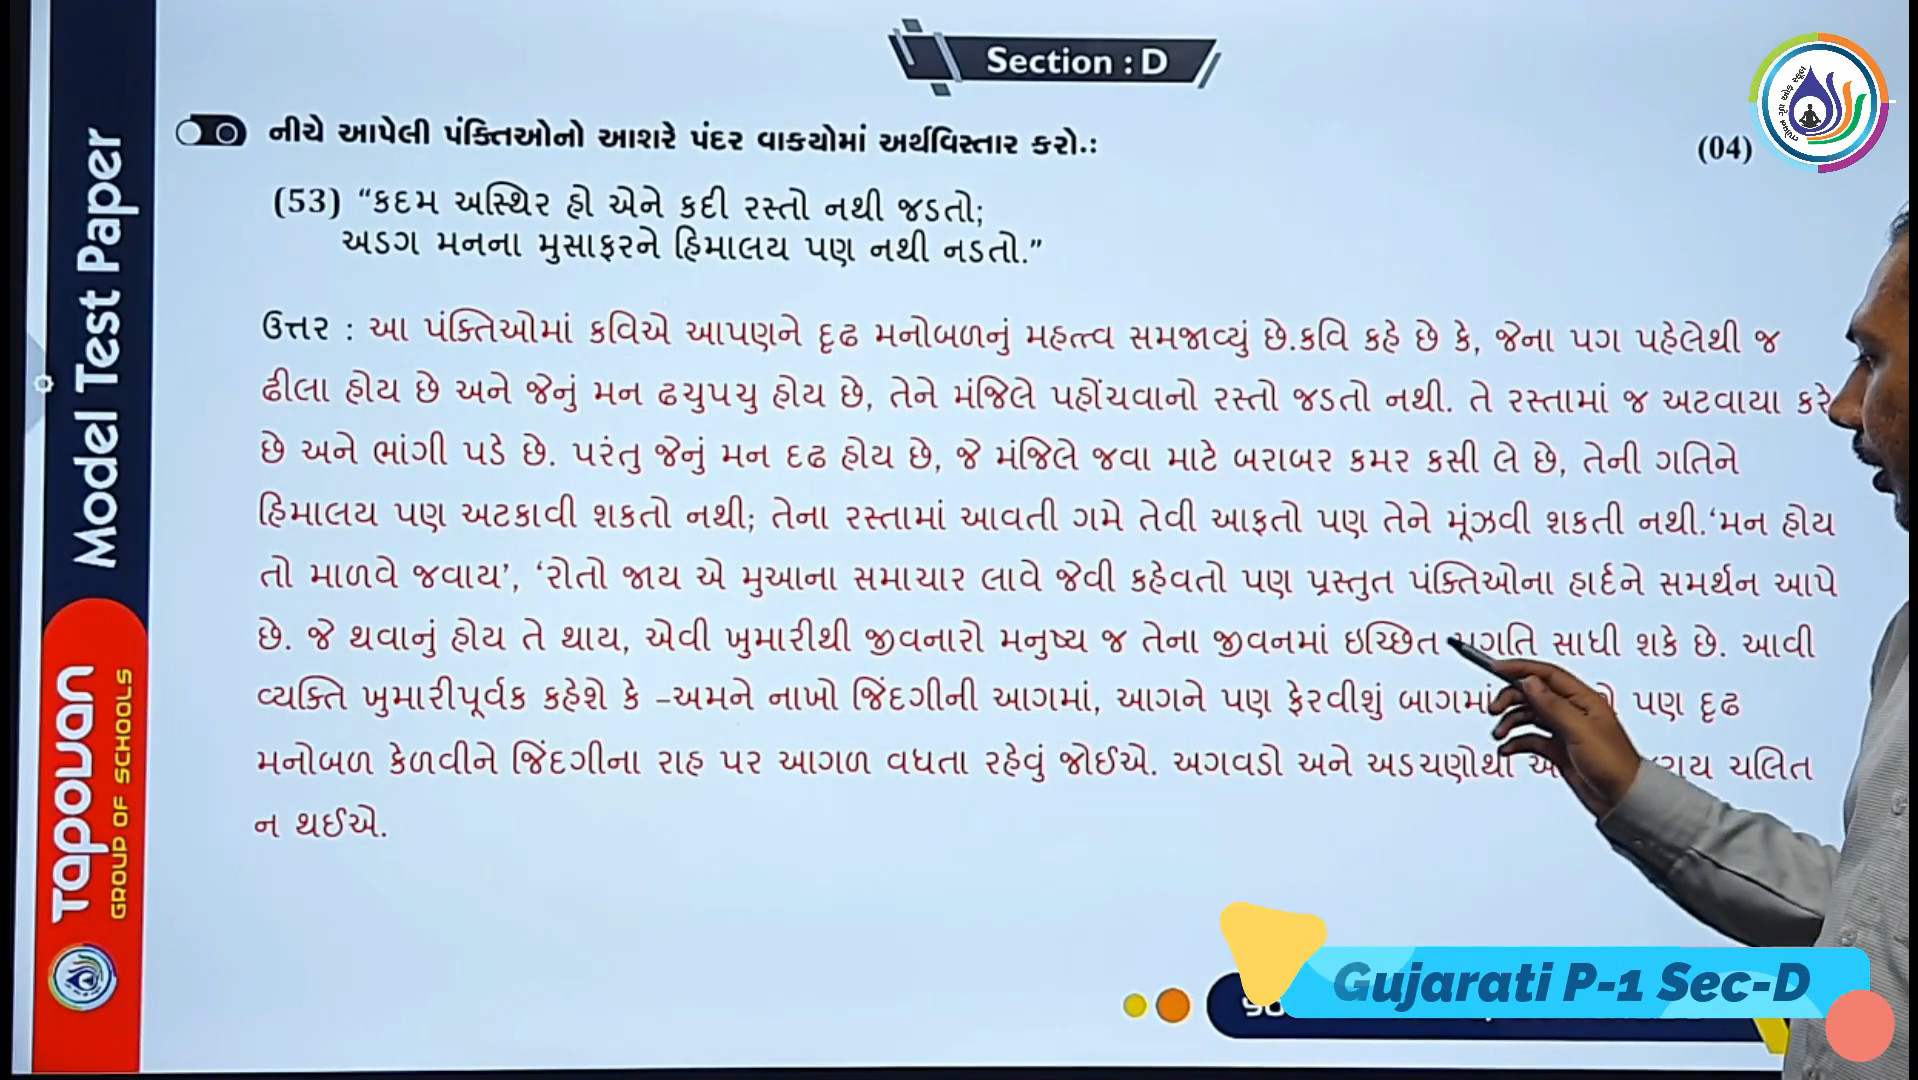 Section : D
નીચે આપેલી પંક્તિઓનો આશરે પંદર વાક્યોમાં અર્થવિસ્તાર કરો.:
(04)
(53) “કદમ અસ્થિર હો એને કદી રસ્તો નથી જડતો;
અડગ મનના મુસાફરને હિમાલય પણ નથી નડતો.”
ઉત્તર : આ પંક્તિઓમાં કવિએ આપણને દૃઢ મનોબળનું મહત્ત્વ સમજાવ્યું છે.કવિ કહે છે કે, જેના પગ પહેલેથી જ
ઢીલા હોય છે અને જેનું મન ઢચુપચુ હોય છે, તેને મંજિલે પહોંચવાનો રસ્તો જડતો નથી. તે રસ્તામાં જ અટવાયા કરે
છે અને ભાંગી પડે છે. પરંતુ જેનું મન દઢ હોય છે, જે મંજિલે જવા માટે બરાબર કમર કસી લે છે, તેની ગતિને
હિમાલય પણ અટકાવી શકતો નથી; તેના રસ્તામાં આવતી ગમે તેવી આફતો પણ તેને મૂંઝવી શકતી નથી.‘મન હોય
તો માળવે જવાય’, ‘રોતો જાય એ મુઆના સમાચાર લાવે જેવી કહેવતો પણ પ્રસ્તુત પંક્તિઓના હાર્દને સમર્થન આપે
છે. જે થવાનું હોય તે થાય, એવી ખુમારીથી જીવનારો મનુષ્ય જ તેના જીવનમાં ઇચ્છિત સાધી શકે છે. આવી
વ્યક્તિ ખુમારીપૂર્વક કહેશે કે –અમને નાખો જિંદગીની આગમાં, આગને પણ ફેરવીશું બાગમાં પણ દૃઢ
મનોબળ કેળવીને જિંદગીના રાહ પર આગળ વધતા રહેવું જોઈએ. અગવડો અને અડચણોથી ચલિત
ન થઈએ.
Model Test Paper
TAPOVAN
GROUP OF SCHOOLS
Gujarati P-1 Sec-D